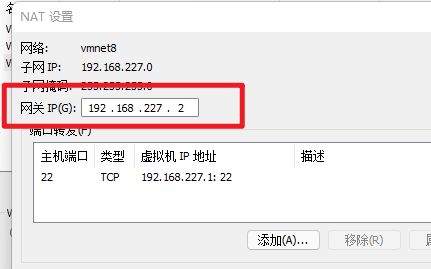 NAT 设置
网络: vmnet8
子网 IP: 192.168.227.0
子网掩码: 255.255.255.0
网关 IP(G): 192 . 168 . 227 . 2
端口转发(F)
主机端口 类型 虚拟机 IP 地址 描述
22 TCP 192.168.227.1: 22
添加(A)... 移除(R)